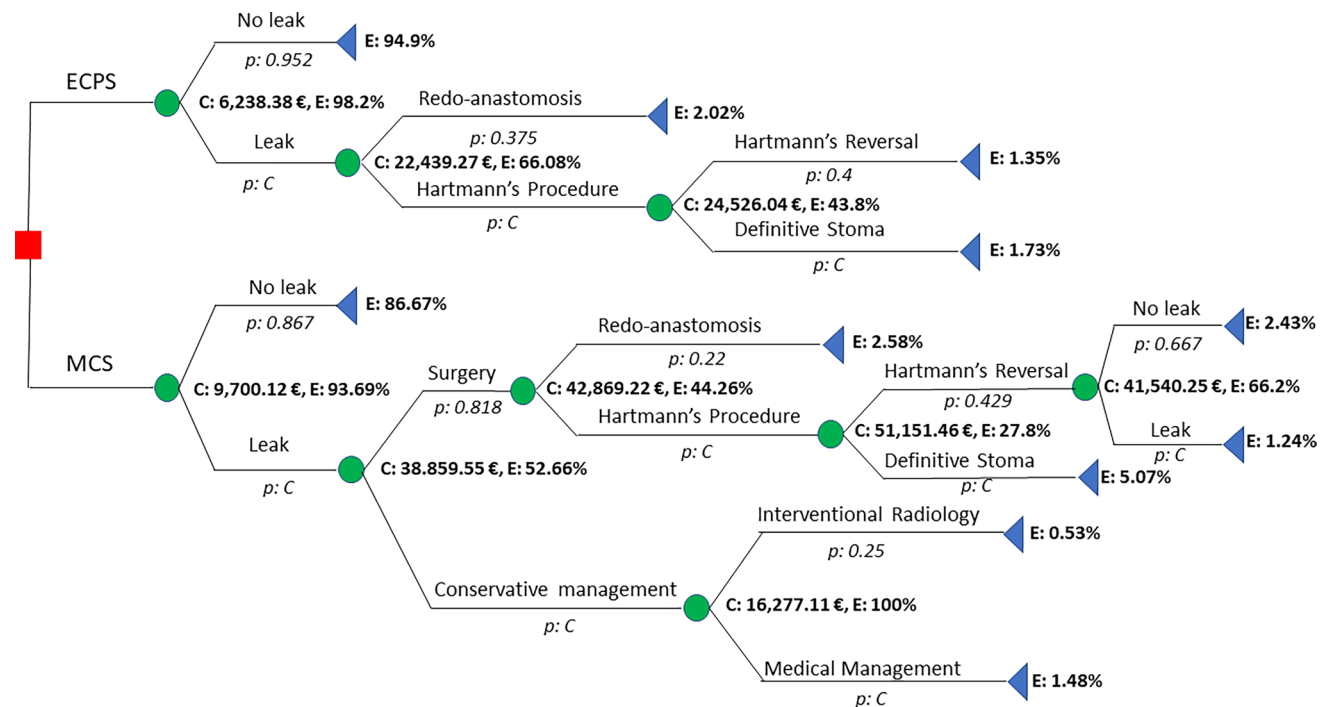 No leak
E: 94.9%
p: 0.952
ECPS
C: 6,238.38 €, E: 98.2%
Redo-anastomosis
E: 2.02%
p: 0.375
Leak
C: 22,439.27 €, E: 66.08%
p: C
Hartmann's Procedure
p: C
Hartmann's Reversal
E: 1.35%
p: 0.4
C: 24,526.04 €, E: 43.8%
Definitive Stoma
E: 1.73%
p: C
No leak
E: 86.67%
p: 0.867
MCS
C: 9,700.12 €, E: 93.69%
Leak
p: C
C: 38.859.55 €, E: 52.66%
Surgery
p: 0.818
Redo-anastomosis
E: 2.58%
p: 0.22
C: 42,869.22 €, E: 44.26%
Hartmann's Procedure
p: C
Hartmann's Reversal
p: 0.429
C: 51,151.46 €, E: 27.8%
Definitive Stoma
E: 5.07%
p: C
No leak
E: 2.43%
p: 0.667
C: 41,540.25 €, E: 66.2%
Leak
E: 1.24%
p: C
Conservative management
p: C
Interventional Radiology
E: 0.53%
p: 0.25
C: 16,277.11 €, E: 100%
Medical Management
E: 1.48%
p: C